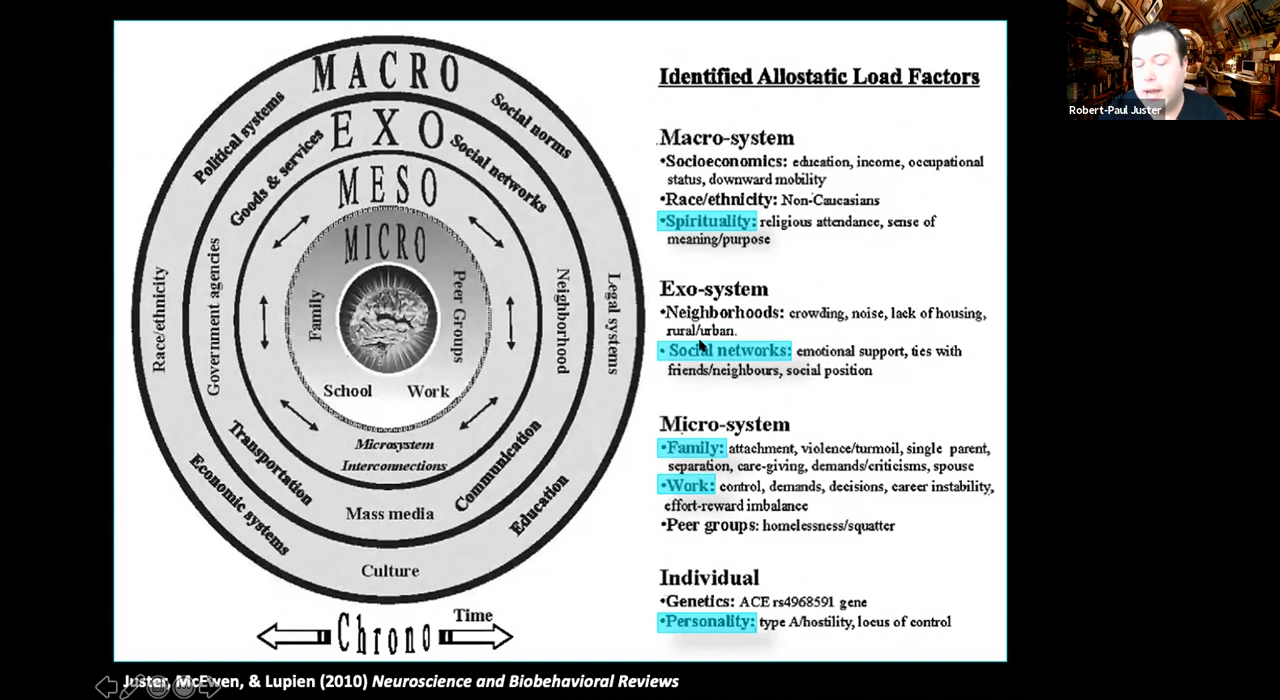 MACRO
Political systems
Social norms
EXO
Goods & services
Social networks
MESO
MICRO
Race/ethnicity
Government agencies
Family
Peer Groups
Neighborhood
Legal systems
School
Work
Microsystem
Interconnections
Transportation
Communication
Economic systems
Mass media
Education
Culture
Chrono
Time
Identified Allostatic Load Factors
Macro-system
•Socioeconomics: education, income, occupational
status, downward mobility
•Race/ethnicity: Non-Caucasians
•Spirituality: religious attendance, sense of
meaning/purpose
Exo-system
•Neighborhoods: crowding, noise, lack of housing,
rural/urban.
• Social networks: emotional support, ties with
friends/neighbours, social position
Micro-system
•Family: attachment, violence/turmoil, single parent,
separation, care-giving, demands/criticisms, spouse
•Work: control, demands, decisions, career instability,
effort-reward imbalance
•Peer groups: homelessness/squatter
Individual
•Genetics: ACE rs4968591 gene
•Personality: type A/hostility, locus of control
Juster, McEwen, & Lupien (2010) Neuroscience and Biobehavioral Reviews
Robert-Paul Juster